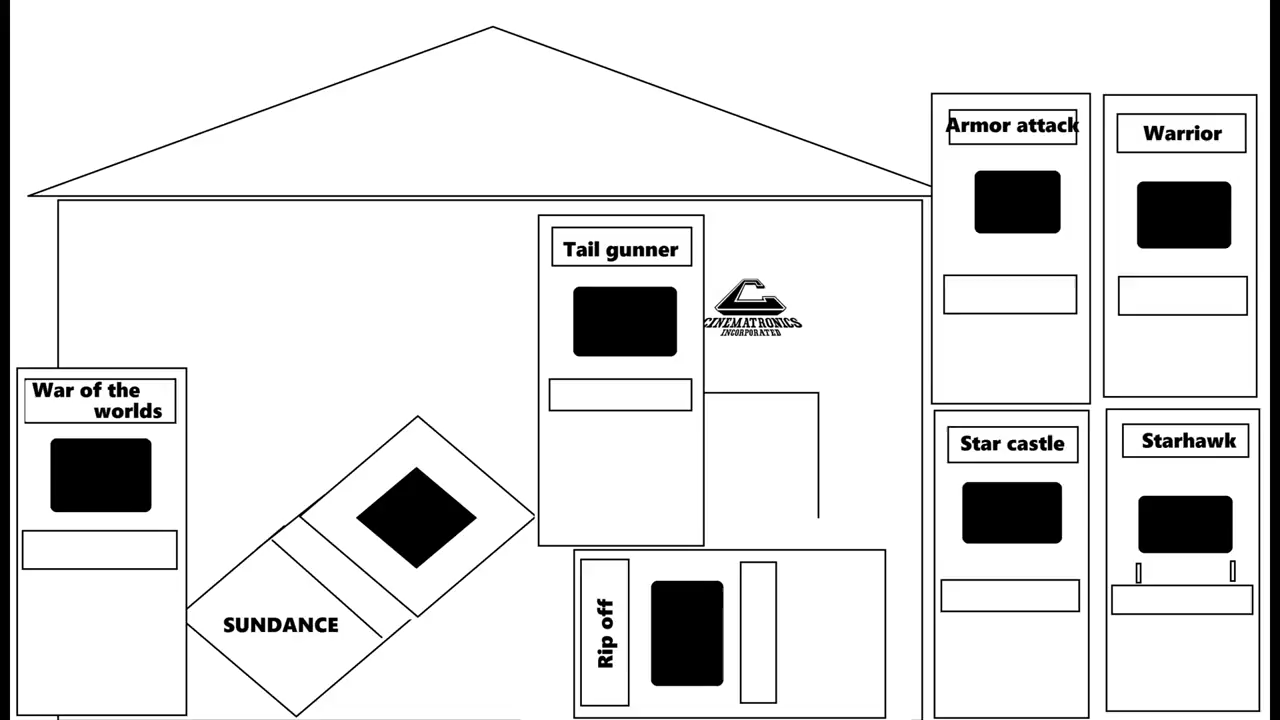 Armor attack
Warrior
Tail gunner
CINEMATRONICS
INCORPORATED
War of the
worlds
Star castle
Starhawk
SUNDANCE
Rip off